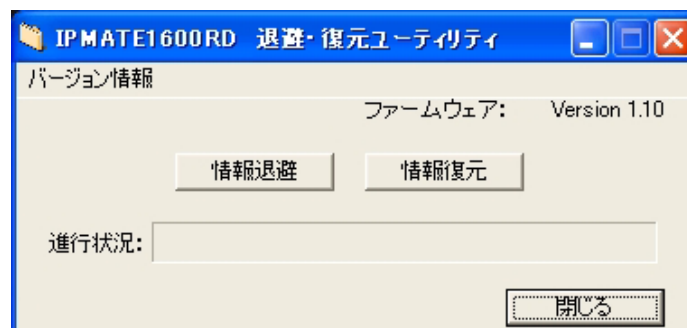 IPMATE1600RD 退避・復元ユーティリティ
バージョン情報
ファームウェア: Version 1.10
情報退避 情報復元
進行状況:
閉じる